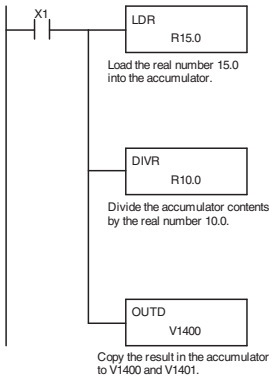 X1
LDR
R15.0
Load the real number 15.0
into the accumulator.
DIVR
R10.0
Divide the accumulator contents
by the real number 10.0.
OUTD
V1400
Copy the result in the accumulator
to V1400 and V1401.